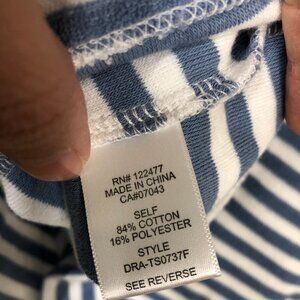 RN# 122477
MADE IN CHINA
CA#07043
SELF
84% COTTON
16% POLYESTER
STYLE
DRA-TS0737F
SEE REVERSE